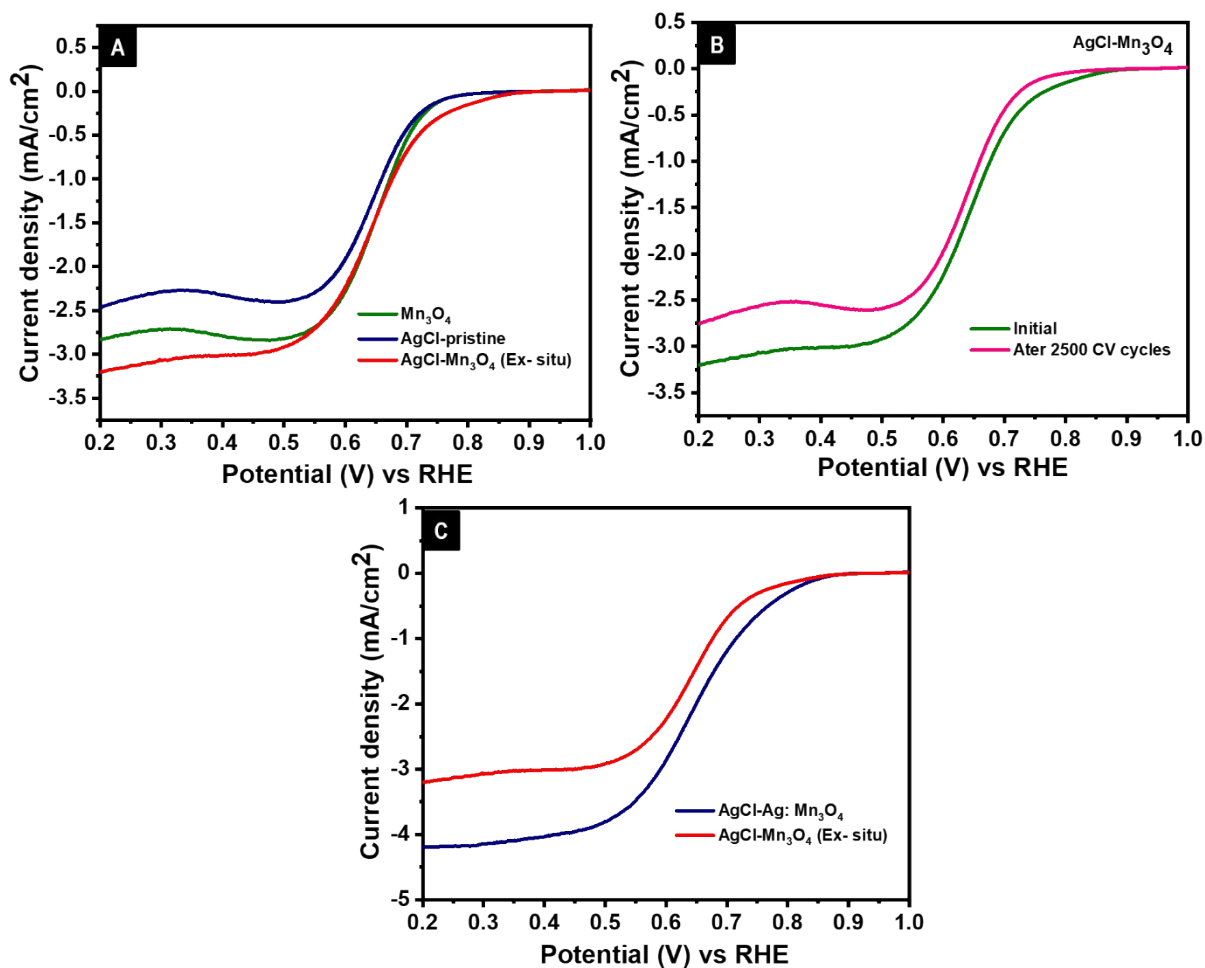 A
0.5
0.0
-0.5
-1.0
-1.5
-2.0
-2.5
-3.0
-3.5
Current density (mA/cm²)
Mn₃O₄
AgCl-pristine
AgCl-Mn₃O₄ (Ex- situ)
0.2 0.3 0.4 0.5 0.6 0.7 0.8 0.9 1.0
Potential (V) vs RHE
B
AgCl-Mn₃O₄
0.5
0.0
-0.5
-1.0
-1.5
-2.0
-2.5
-3.0
-3.5
Current density (mA/cm²)
Initial
Ater 2500 CV cycles
0.2 0.3 0.4 0.5 0.6 0.7 0.8 0.9 1.0
Potential (V) vs RHE
C
1
0
-1
-2
-3
-4
-5
Current density (mA/cm²)
AgCl-Ag: Mn₃O₄
AgCl-Mn₃O₄ (Ex- situ)
0.2 0.3 0.4 0.5 0.6 0.7 0.8 0.9 1.0
Potential (V) vs RHE